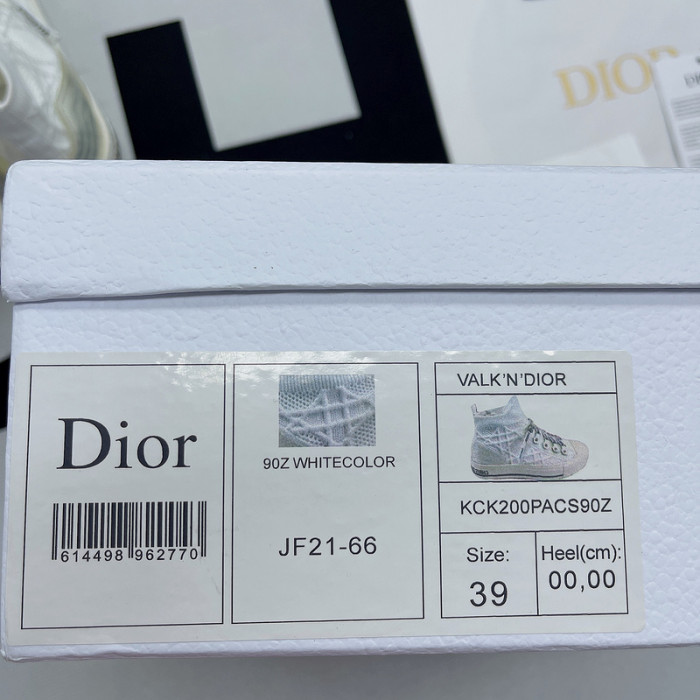 DIOR
Dior
614498 962770
90Z WHITECOLOR
JF21-66
VALK'N'DIOR
KCK200PACS90Z
Size:
39
Heel(cm):
00,00